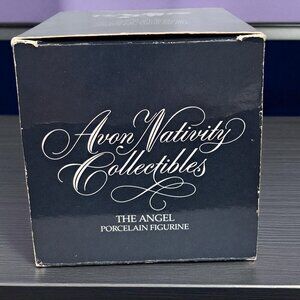 Avon Nativity
Collectibles
THE ANGEL
PORCELAIN FIGURINE